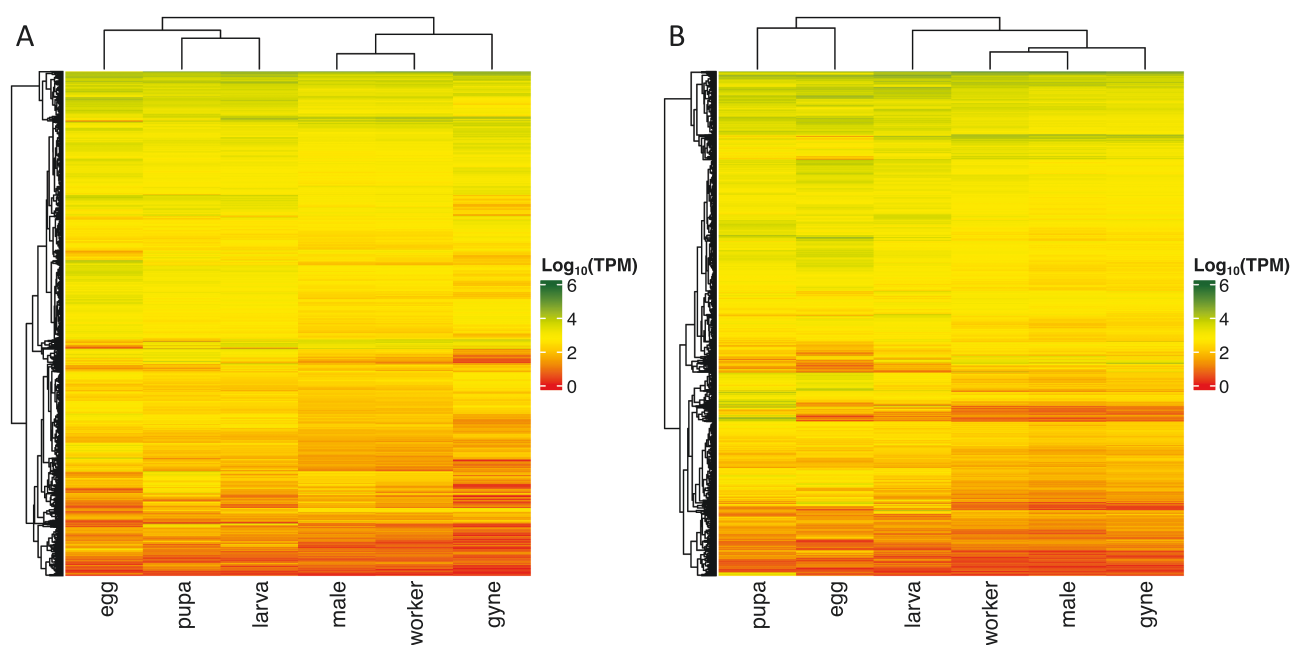 A
B
Log₁₀(TPM)
6
4
2
0
Log₁₀(TPM)
6
4
2
0
egg
pupa
larva
male
worker
gyne
pupa
egg
larva
worker
male
gyne